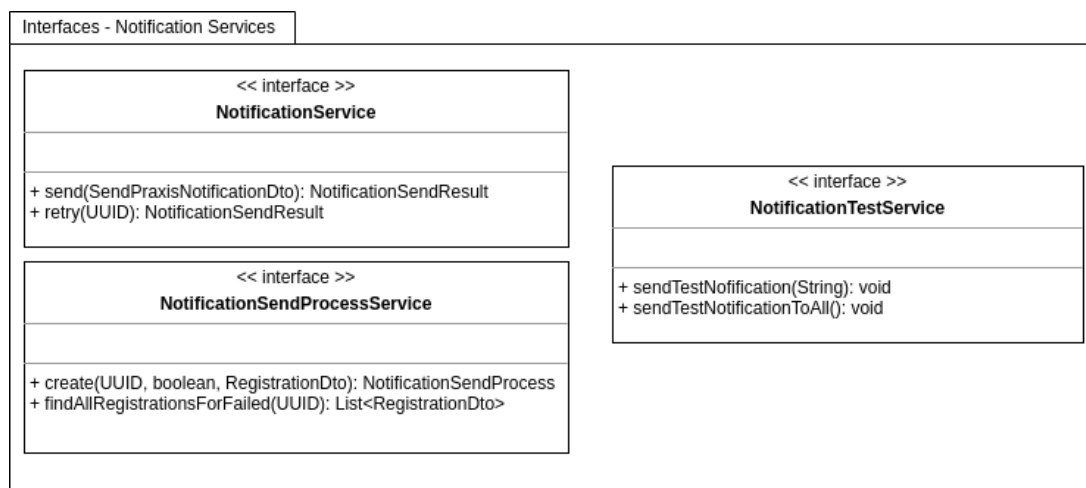 Interfaces - Notification Services
<< interface >>
NotificationService
+ send(SendPraxisNotificationDto): NotificationSendResult
+ retry(UUID): NotificationSendResult
<< interface >>
NotificationSendProcessService
+ create(UUID, boolean, RegistrationDto): NotificationSendProcess
+ findAllRegistrationsForFailed(UUID): List<RegistrationDto>
<< interface >>
NotificationTestService
+ sendTestNofification(String): void
+ sendTestNotificationToAll(): void